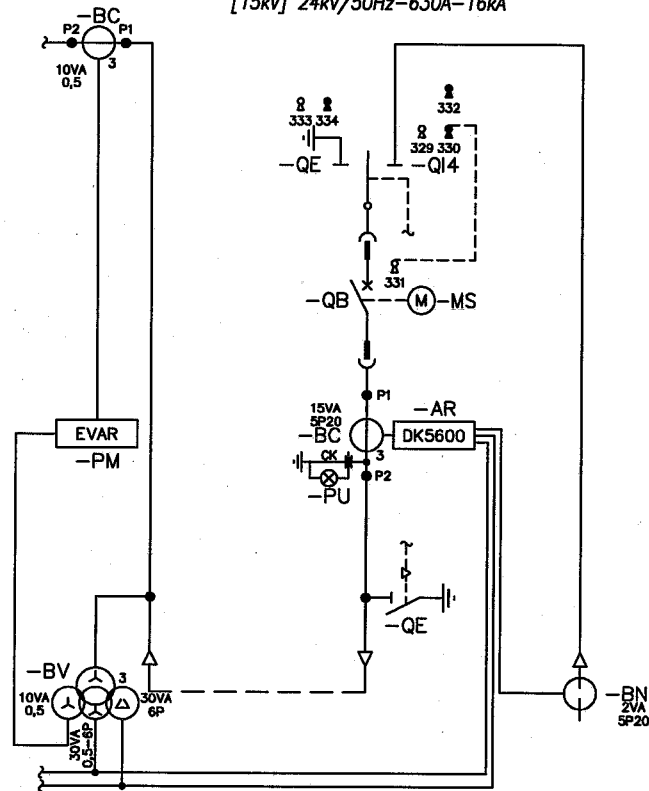 [15kV] 24kV/50Hz-630A-16kA
-BC
P2
P1
3
10VA
0,5
332
333 334
329 330
-QE
-QI4
331
-QB
M
-MS
P1
15VA
5P20
-BC
-AR
DK5600
EVAR
-PM
3
CK
P2
-PU
-QE
-BV
3
10VA
0,5
30VA
6P
30VA
0,5-6P
-BN
2VA
5P20